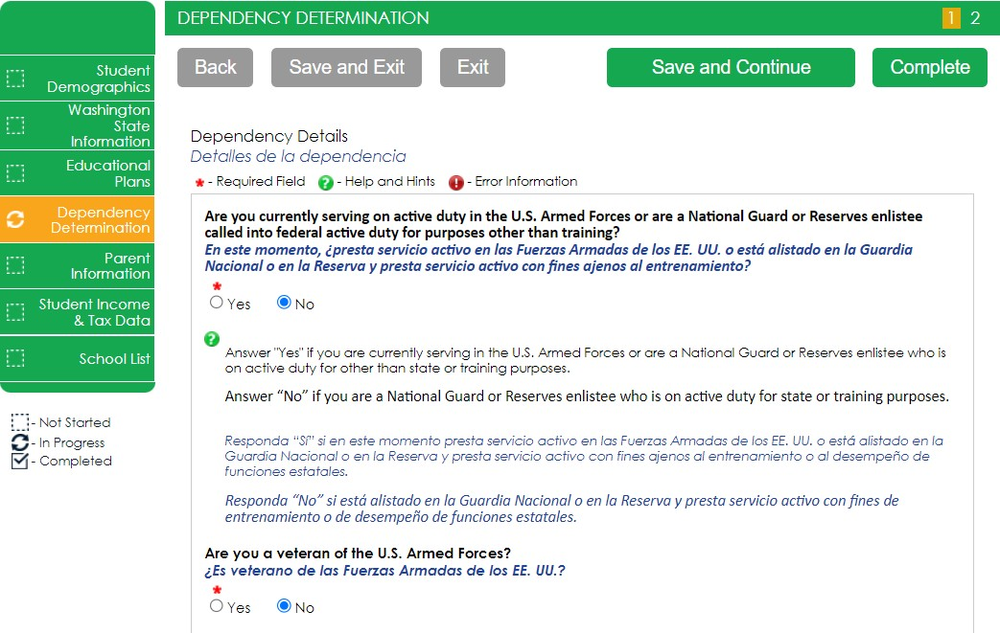 DEPENDENCY DETERMINATION
1 2
Back
Save and Exit
Exit
Save and Continue
Complete
Student
Demographics
Washington
State
Information
Educational
Plans
Dependency
Determination
Parent
Information
Student Income
& Tax Data
School List
- Not Started
- In Progress
- Completed
Dependency Details
Detalles de la dependencia
* - Required Field ? - Help and Hints ! - Error Information
Are you currently serving on active duty in the U.S. Armed Forces or are a National Guard or Reserves enlistee
called into federal active duty for purposes other than training?
En este momento, ¿presta servicio activo en las Fuerzas Armadas de los EE. UU. o está alistado en la Guardia
Nacional o en la Reserva y presta servicio activo con fines ajenos al entrenamiento?
*
Yes No
?
Answer "Yes" if you are currently serving in the U.S. Armed Forces or are a National Guard or Reserves enlistee who is
on active duty for other than state or training purposes.
Answer “No” if you are a National Guard or Reserves enlistee who is on active duty for state or training purposes.
Responda “Sí” si en este momento presta servicio activo en las Fuerzas Armadas de los EE. UU. o está alistado en la
Guardia Nacional o en la Reserva y presta servicio activo con fines ajenos al entrenamiento o al desempeño de
funciones estatales.
Responda “No” si está alistado en la Guardia Nacional o en la Reserva y presta servicio activo con fines de
entrenamiento o de desempeño de funciones estatales.
Are you a veteran of the U.S. Armed Forces?
¿Es veterano de las Fuerzas Armadas de los EE. UU.?
*
Yes No